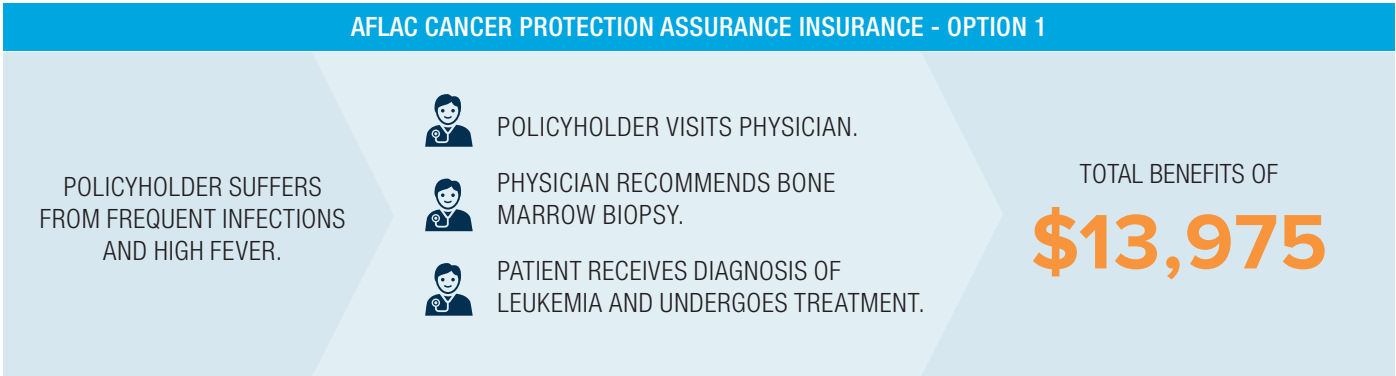 AFLAC CANCER PROTECTION ASSURANCE INSURANCE - OPTION 1
POLICYHOLDER SUFFERS
FROM FREQUENT INFECTIONS
AND HIGH FEVER.
POLICYHOLDER VISITS PHYSICIAN.
PHYSICIAN RECOMMENDS BONE
MARROW BIOPSY.
PATIENT RECEIVES DIAGNOSIS OF
LEUKEMIA AND UNDERGOES TREATMENT.
TOTAL BENEFITS OF
$13,975